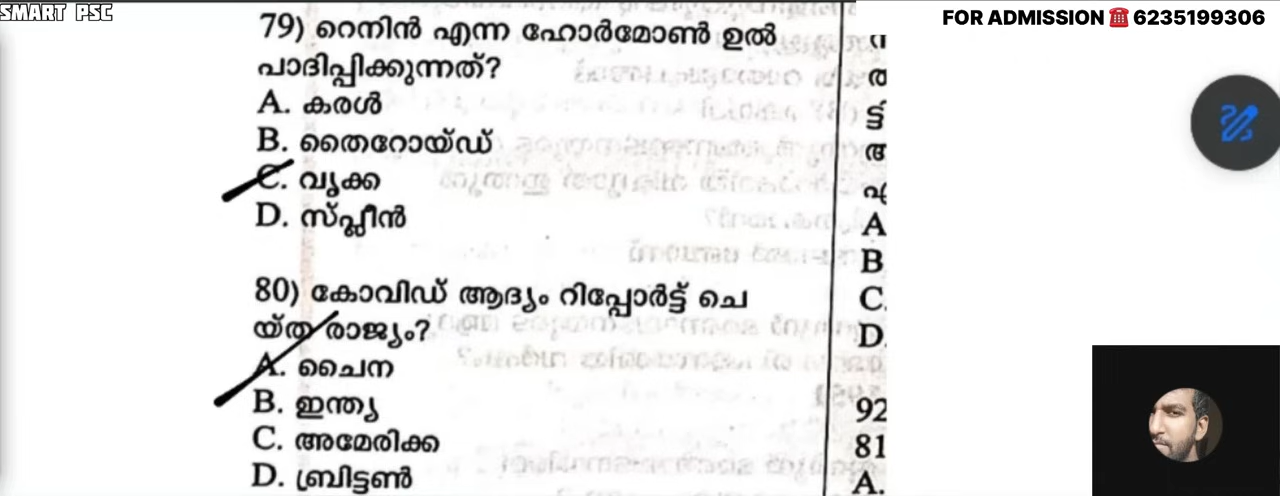 SMART PSC
FOR ADMISSION ☎️ 6235199306
79) റെനിൻ എന്ന ഹോർമോൺ ഉൽ
പാദിപ്പിക്കുന്നത്?
A. കരൾ
B. തൈറോയ്ഡ്
C. വൃക്ക
D. സ്പ്ലീൻ
80) കോവിഡ് ആദ്യം റിപ്പോർട്ട് ചെ
യ്ത രാജ്യം?
A. ചൈന
B. ഇന്ത്യ
C. അമേരിക്ക
D. ബ്രിട്ടൺ
ത
ട്ട്
അ
എ
A
B
C.
D.
92
81
A.